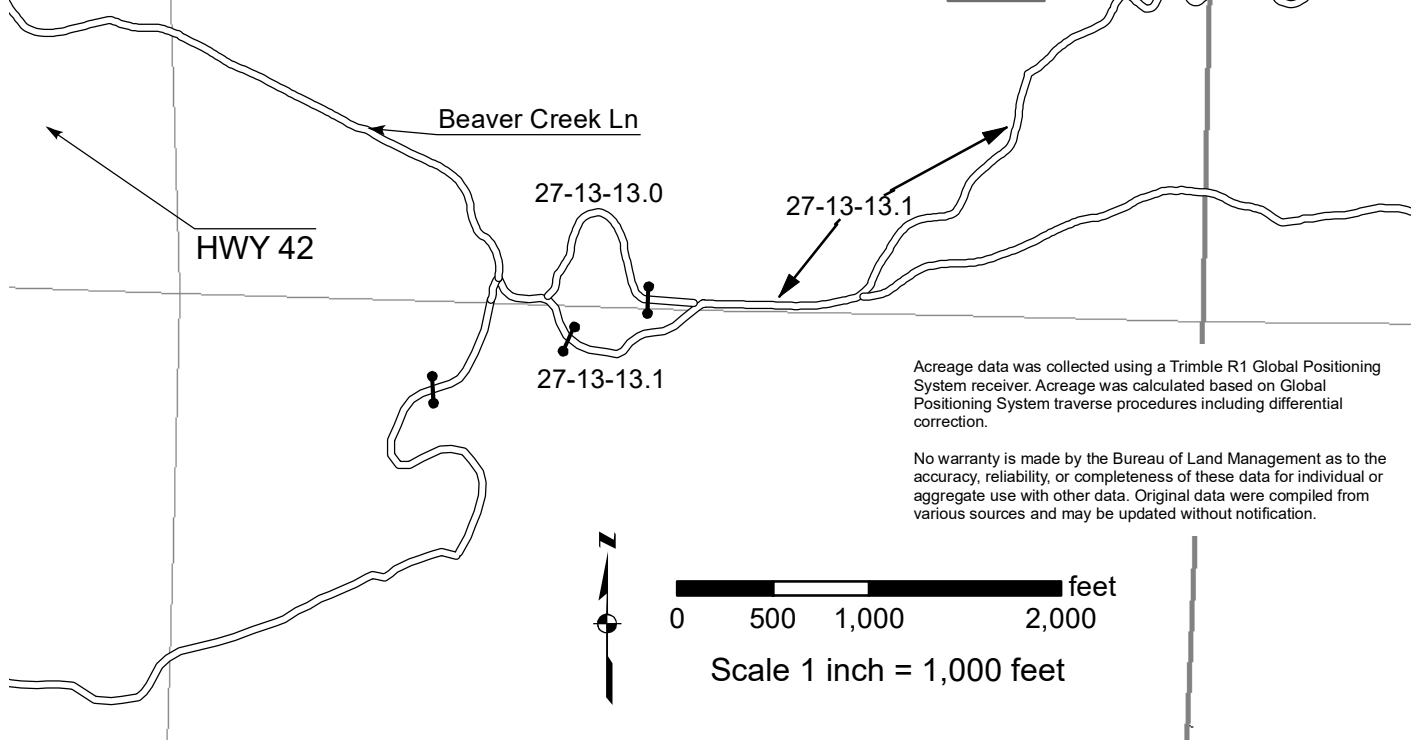 Beaver Creek Ln
27-13-13.0
27-13-13.1
HWY 42
27-13-13.1
Acreage data was collected using a Trimble R1 Global Positioning
System receiver. Acreage was calculated based on Global
Positioning System traverse procedures including differential
correction.
No warranty is made by the Bureau of Land Management as to the
accuracy, reliability, or completeness of these data for individual or
aggregate use with other data. Original data were compiled from
various sources and may be updated without notification.
N
feet
0 500 1,000 2,000
Scale 1 inch = 1,000 feet